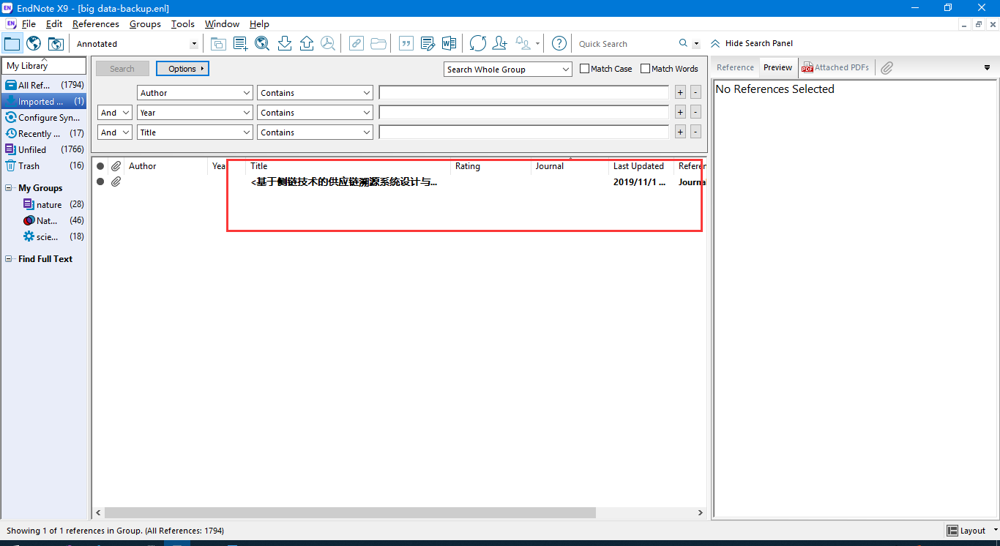 EndNote X9 - [big data-backup.enl]
File Edit References Groups Tools Window Help
Annotated
Quick Search
Hide Search Panel
My Library
All Ref... (1794)
Imported ... (1)
Configure Syn...
Recently ... (17)
Unfiled (1766)
Trash (16)
My Groups
nature (28)
Nat... (46)
scie... (18)
Find Full Text
Search Options Search Whole Group Match Case Match Words
Author Contains + -
And Year Contains + -
And Title Contains + -
Author Yea Title Rating Journal Last Updated Referen
<基于侧链技术的供应链溯源系统设计与... 2019/11/1 ... Journa
Reference Preview Attached PDFs
No References Selected
Showing 1 of 1 references in Group. (All References: 1794)
Layout